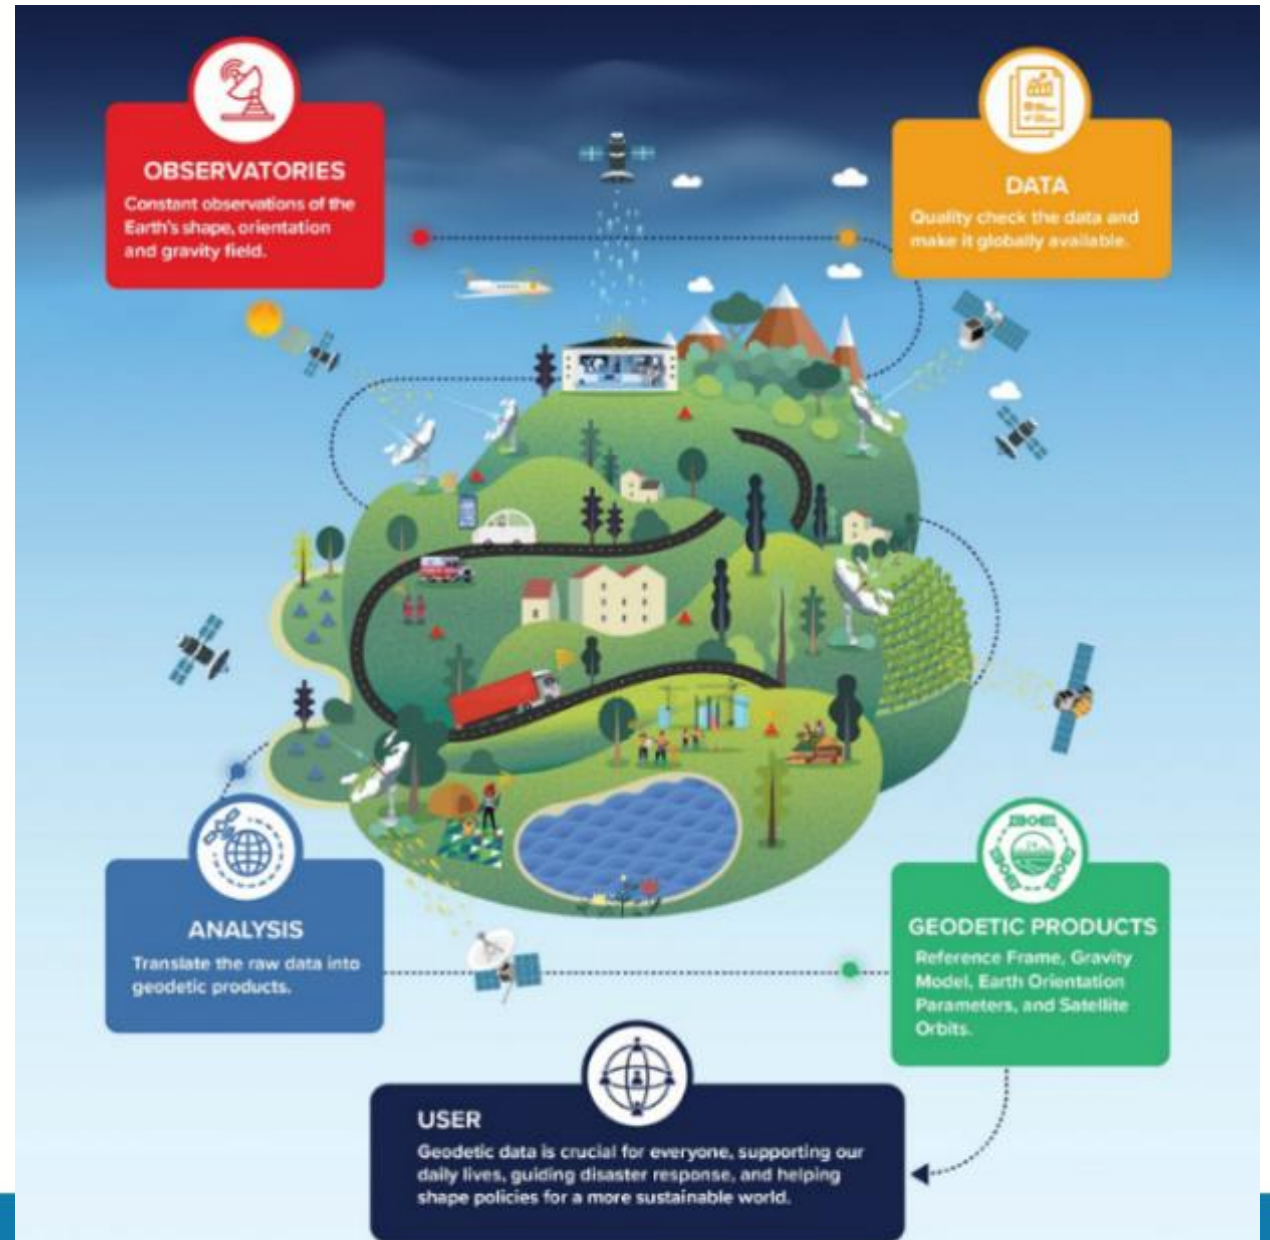 OBSERVATORIES
Constant observations of the
Earth's shape, orientation
and gravity field.
DATA
Quality check the data and
make it globally available.
ANALYSIS
Translate the raw data into
geodetic products.
GEODETIC PRODUCTS
Reference Frame, Gravity
Model, Earth Orientation
Parameters, and Satellite
Orbits.
USER
Geodetic data is crucial for everyone, supporting our
daily lives, guiding disaster response, and helping
shape policies for a more sustainable world.